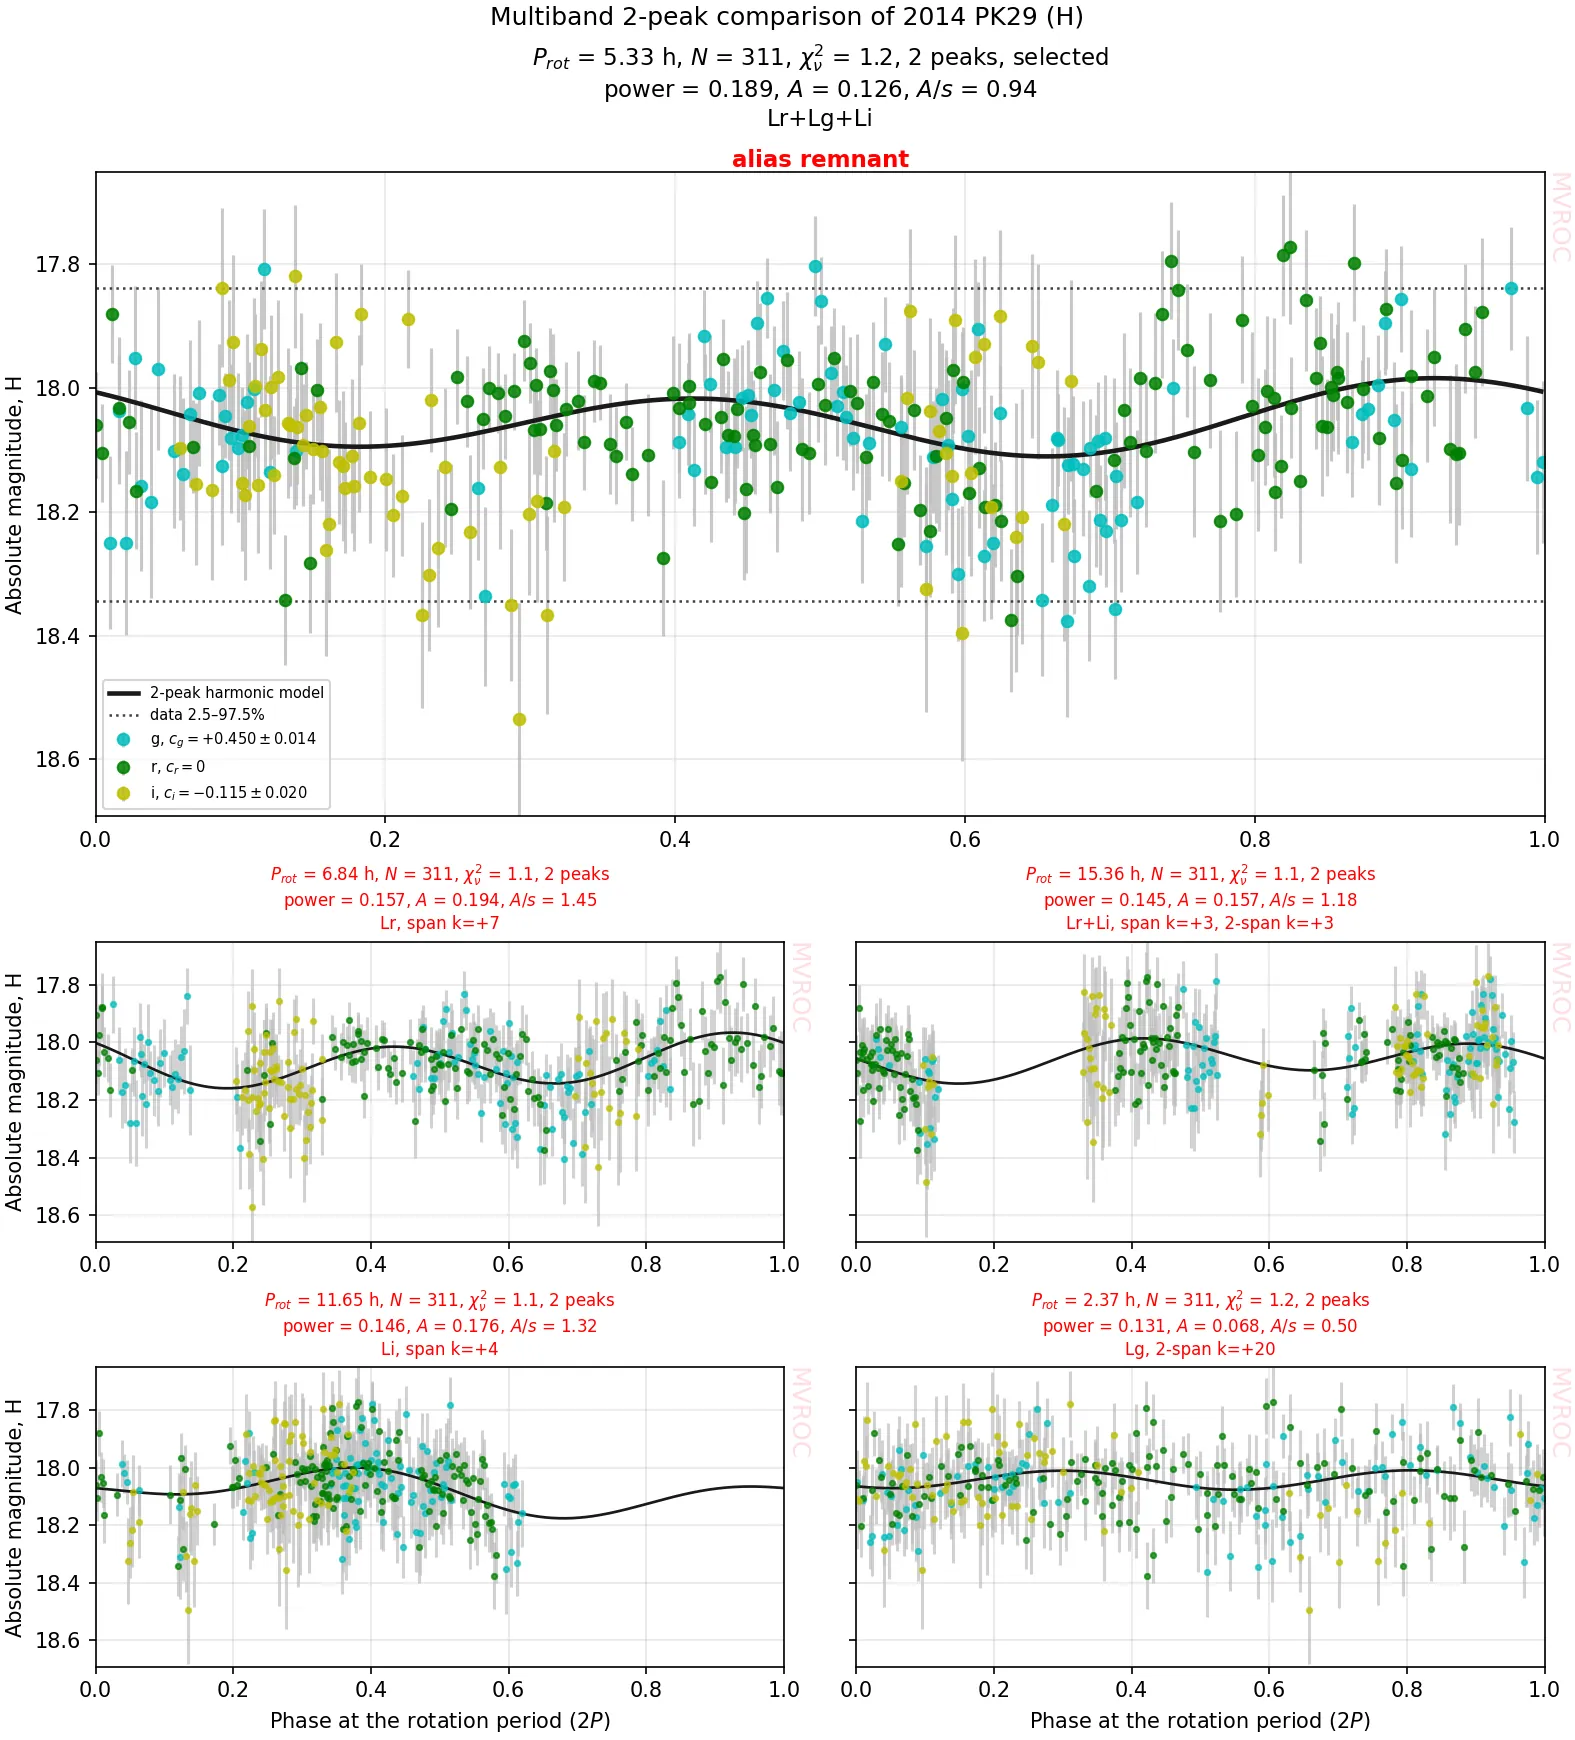 Multiband 2-peak comparison of 2014 PK29 (H)
P_rot = 5.33 h, N = 311, χ²_ν = 1.2, 2 peaks, selected
power = 0.189, A = 0.126, A/s = 0.94
Lr+Lg+Li
alias remnant
MVROC
Absolute magnitude, H
17.8
18.0
18.2
18.4
18.6
2-peak harmonic model
data 2.5–97.5%
g, c_g = +0.450 ± 0.014
r, c_r = 0
i, c_i = −0.115 ± 0.020
0.0 0.2 0.4 0.6 0.8 1.0
P_rot = 6.84 h, N = 311, χ²_ν = 1.1, 2 peaks
power = 0.157, A = 0.194, A/s = 1.45
Lr, span k=+7
MVROC
Absolute magnitude, H
17.8
18.0
18.2
18.4
18.6
0.0 0.2 0.4 0.6 0.8 1.0
P_rot = 15.36 h, N = 311, χ²_ν = 1.1, 2 peaks
power = 0.145, A = 0.157, A/s = 1.18
Lr+Li, span k=+3, 2-span k=+3
MVROC
0.0 0.2 0.4 0.6 0.8 1.0
P_rot = 11.65 h, N = 311, χ²_ν = 1.1, 2 peaks
power = 0.146, A = 0.176, A/s = 1.32
Li, span k=+4
MVROC
Absolute magnitude, H
17.8
18.0
18.2
18.4
18.6
0.0 0.2 0.4 0.6 0.8 1.0
Phase at the rotation period (2P)
P_rot = 2.37 h, N = 311, χ²_ν = 1.2, 2 peaks
power = 0.131, A = 0.068, A/s = 0.50
Lg, 2-span k=+20
MVROC
0.0 0.2 0.4 0.6 0.8 1.0
Phase at the rotation period (2P)